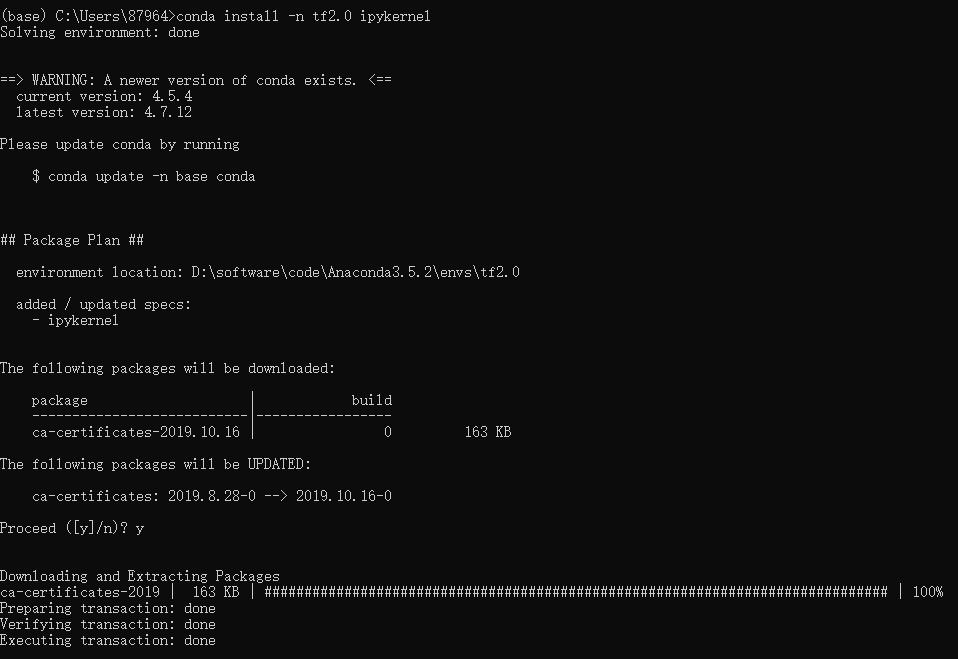 (base) C:\Users\87964>conda install -n tf2.0 ipykernel
Solving environment: done
==> WARNING: A newer version of conda exists. <==
current version: 4.5.4
latest version: 4.7.12
Please update conda by running
$ conda update -n base conda
## Package Plan ##
environment location: D:\software\code\Anaconda3.5.2\envs\tf2.0
added / updated specs:
- ipykernel
The following packages will be downloaded:
package | build
---------------------------|-----------------
ca-certificates-2019.10.16 | 0 163 KB
The following packages will be UPDATED:
ca-certificates: 2019.8.28-0 --> 2019.10.16-0
Proceed ([y]/n)? y
Downloading and Extracting Packages
ca-certificates-2019 | 163 KB | ############################################################################## | 100%
Preparing transaction: done
Verifying transaction: done
Executing transaction: done